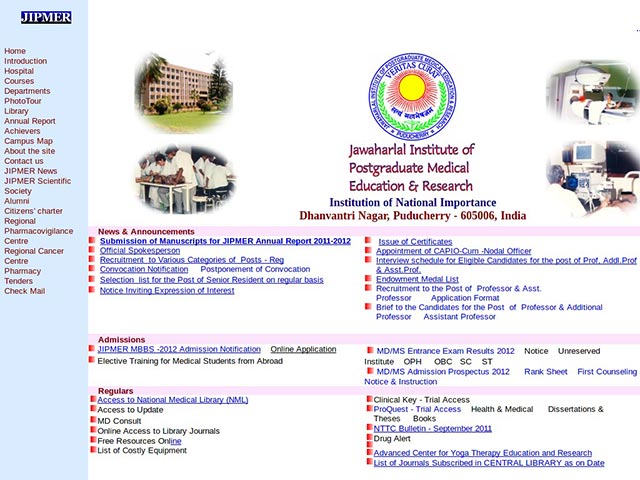 JIPMER
Home
Introduction
Hospital
Courses
Departments
PhotoTour
Library
Annual Report
Achievers
Campus Map
About the site
Contact us
JIPMER News
JIPMER Scientific
Society
Alumni
Citizens' charter
Regional
Pharmacovigilance
Centre
Regional Cancer
Centre
Pharmacy
Tenders
Check Mail
JAWAHARLAL INSTITUTE OF POSTGRADUATE MEDICAL EDUCATION & RESEARCH
VERITAS CURAT
PUDUCHERRY
Jawaharlal Institute of
Postgraduate Medical
Education & Research
Institution of National Importance
Dhanvantri Nagar, Puducherry - 605006, India
News & Announcements
Submission of Manuscripts for JIPMER Annual Report 2011-2012
Official Spokesperson
Recruitment to Various Categories of Posts - Reg
Convocation Notification Postponement of Convocation
Selection list for the Post of Senior Resident on regular basis
Notice Inviting Expression of Interest
Issue of Certificates
Appointment of CAPIO-Cum -Nodal Officer
Interview schedule for Eligible Candidates for the post of Prof, Addl.Prof
& Asst.Prof.
Endowment Medal List
Recruitment to the Post of Professor & Asst.
Professor Application Format
Brief to the Candidates for the Post of Professor & Additional
Professor Assistant Professor
Admissions
JIPMER MBBS -2012 Admission Notification Online Application
Elective Training for Medical Students from Abroad
MD/MS Entrance Exam Results 2012 Notice Unreserved
Institute OPH OBC SC ST
MD/MS Admission Prospectus 2012 Rank Sheet First Counseling
Notice & Instruction
Regulars
Access to National Medical Library (NML)
Access to Update
MD Consult
Online Access to Library Journals
Free Resources Online
List of Costly Equipment
Clinical Key - Trial Access
ProQuest - Trial Access Health & Medical Dissertations &
Theses Books
NTTC Bulletin - September 2011
Drug Alert
Advanced Center for Yoga Therapy Education and Research
List of Journals Subscribed in CENTRAL LIBRARY as on Date